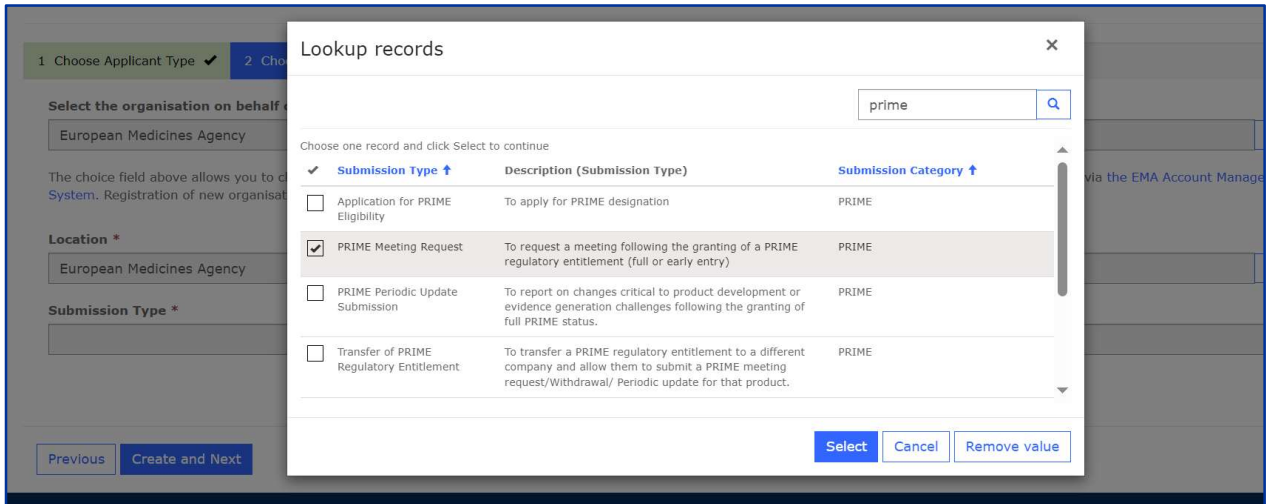 Lookup records
×
1 Choose Applicant Type ✔
2 Cho
prime
Select the organisation on behalf
European Medicines Agency
Choose one record and click Select to continue
The choice field above allows you to
via the EMA Account Manage
System. Registration of new organisat
✔ Submission Type ↑ Description (Submission Type) Submission Category ↑
Application for PRIME
Eligibility
To apply for PRIME designation
PRIME
Location *
European Medicines Agency
PRIME Meeting Request
To request a meeting following the granting of a PRIME
regulatory entitlement (full or early entry)
PRIME
Submission Type *
PRIME Periodic Update
Submission
To report on changes critical to product development or
evidence generation challenges following the granting of
full PRIME status.
PRIME
Transfer of PRIME
Regulatory Entitlement
To transfer a PRIME regulatory entitlement to a different
company and allow them to submit a PRIME meeting
request/Withdrawal/ Periodic update for that product.
PRIME
Select
Cancel
Remove value
Previous
Create and Next